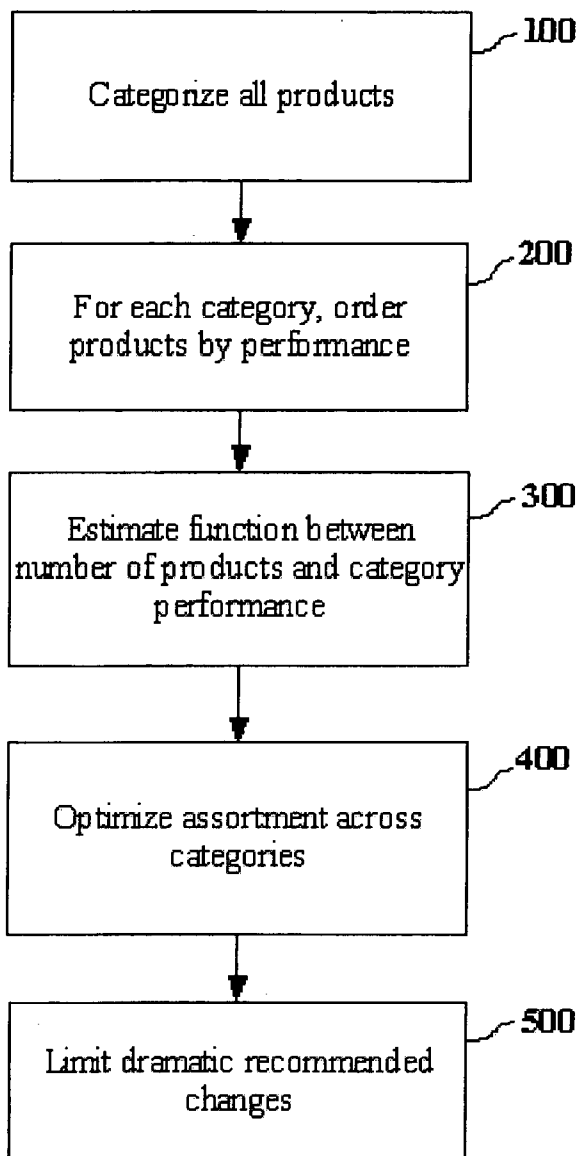 100
Categorize all products
200
For each category, order
products by performance
300
Estimate function between
number of products and category
performance
400
Optimize assortment across
categories
500
Limit dramatic recommended
changes